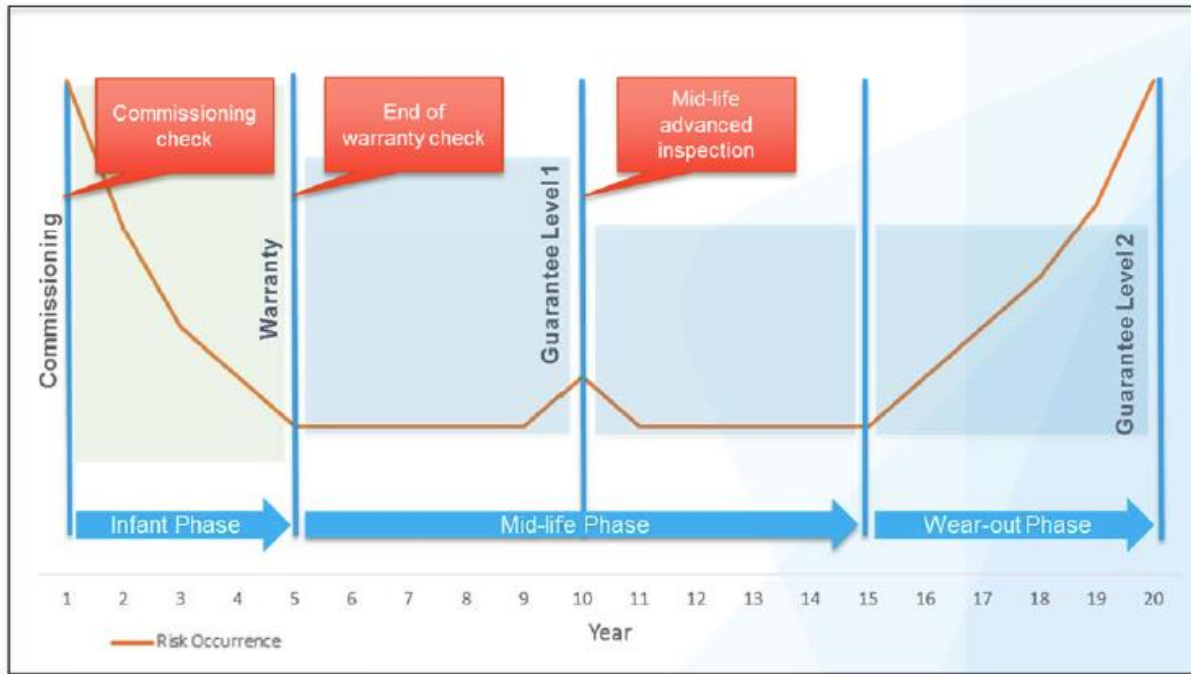 Commissioning
check
End of
warranty check
Mid-life
advanced
inspection
Commissioning
Warranty
Guarantee Level 1
Guarantee Level 2
Infant Phase
Mid-life Phase
Wear-out Phase
1 2 3 4 5 6 7 8 9 10 11 12 13 14 15 16 17 18 19 20
Year
Risk Occurrence